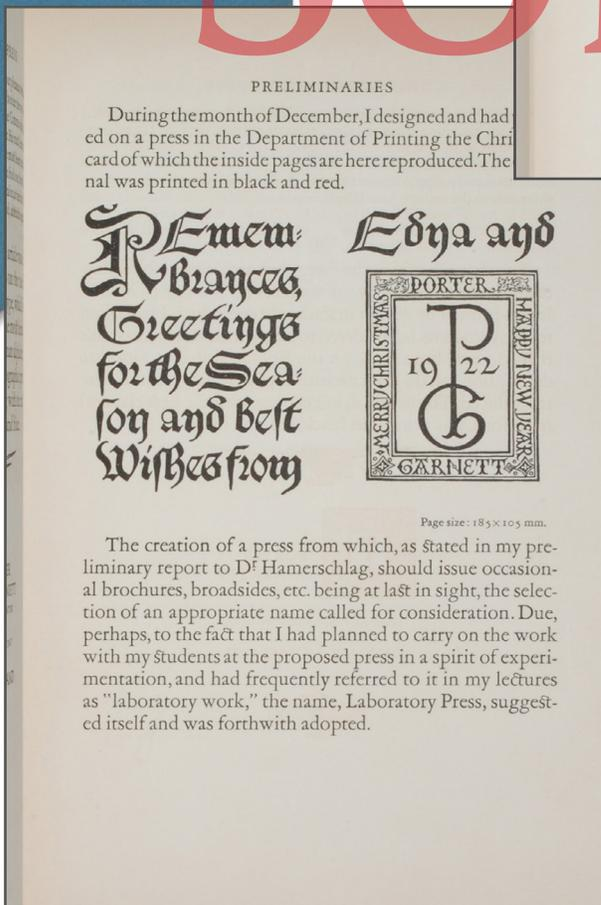 SO
PRELIMINARIES
During the month of December, I designed and had
ed on a press in the Department of Printing the Chri
card of which the inside pages are here reproduced. The
nal was printed in black and red.
REmem-
brances,
Greetings
for the Sea-
son and best
Wishes from
Edna and
PORTER
MERRY CHRISTMAS
HAPPY NEW YEAR
P
19 22
G
GARNETT
Page size: 185 x 105 mm.
The creation of a press from which, as stated in my pre-
liminary report to Dr Hamerschlag, should issue occasion-
al brochures, broadsides, etc. being at last in sight, the selec-
tion of an appropriate name called for consideration. Due,
perhaps, to the fact that I had planned to carry on the work
with my students at the proposed press in a spirit of experi-
mentation, and had frequently referred to it in my lectures
as "laboratory work," the name, Laboratory Press, suggest-
ed itself and was forthwith adopted.